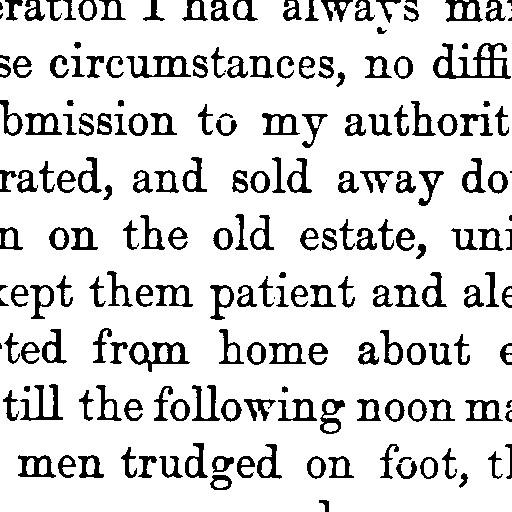 eration I had always mai
se circumstances, no diffi
bmission to my authorit
rated, and sold away do
n on the old estate, uni
kept them patient and ale
rted from home about e
till the following noon ma
men trudged on foot, th